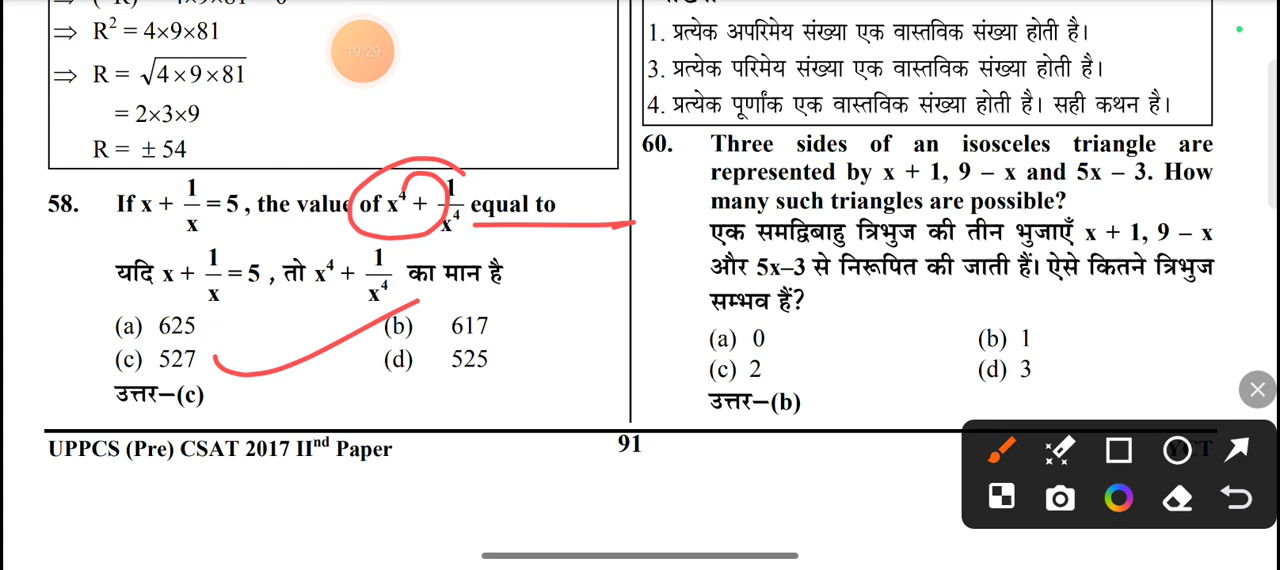 ⇒ R² = 4×9×81
⇒ R = √4×9×81
= 2×3×9
R = ± 54
19:29
58. If x + 1/x = 5, the value of x⁴ + 1/x⁴ equal to
यदि x + 1/x = 5, तो x⁴ + 1/x⁴ का मान है
(a) 625 (b) 617
(c) 527 (d) 525
उत्तर–(c)
1. प्रत्येक अपरिमेय संख्या एक वास्तविक संख्या होती है।
3. प्रत्येक परिमेय संख्या एक वास्तविक संख्या होती है।
4. प्रत्येक पूर्णांक एक वास्तविक संख्या होती है। सही कथन है।
60. Three sides of an isosceles triangle are
represented by x + 1, 9 – x and 5x – 3. How
many such triangles are possible?
एक समद्विबाहु त्रिभुज की तीन भुजाएँ x + 1, 9 – x
और 5x–3 से निरूपित की जाती हैं। ऐसे कितने त्रिभुज
सम्भव हैं?
(a) 0 (b) 1
(c) 2 (d) 3
उत्तर–(b)
UPPCS (Pre) CSAT 2017 IIⁿᵈ Paper 91 YCT